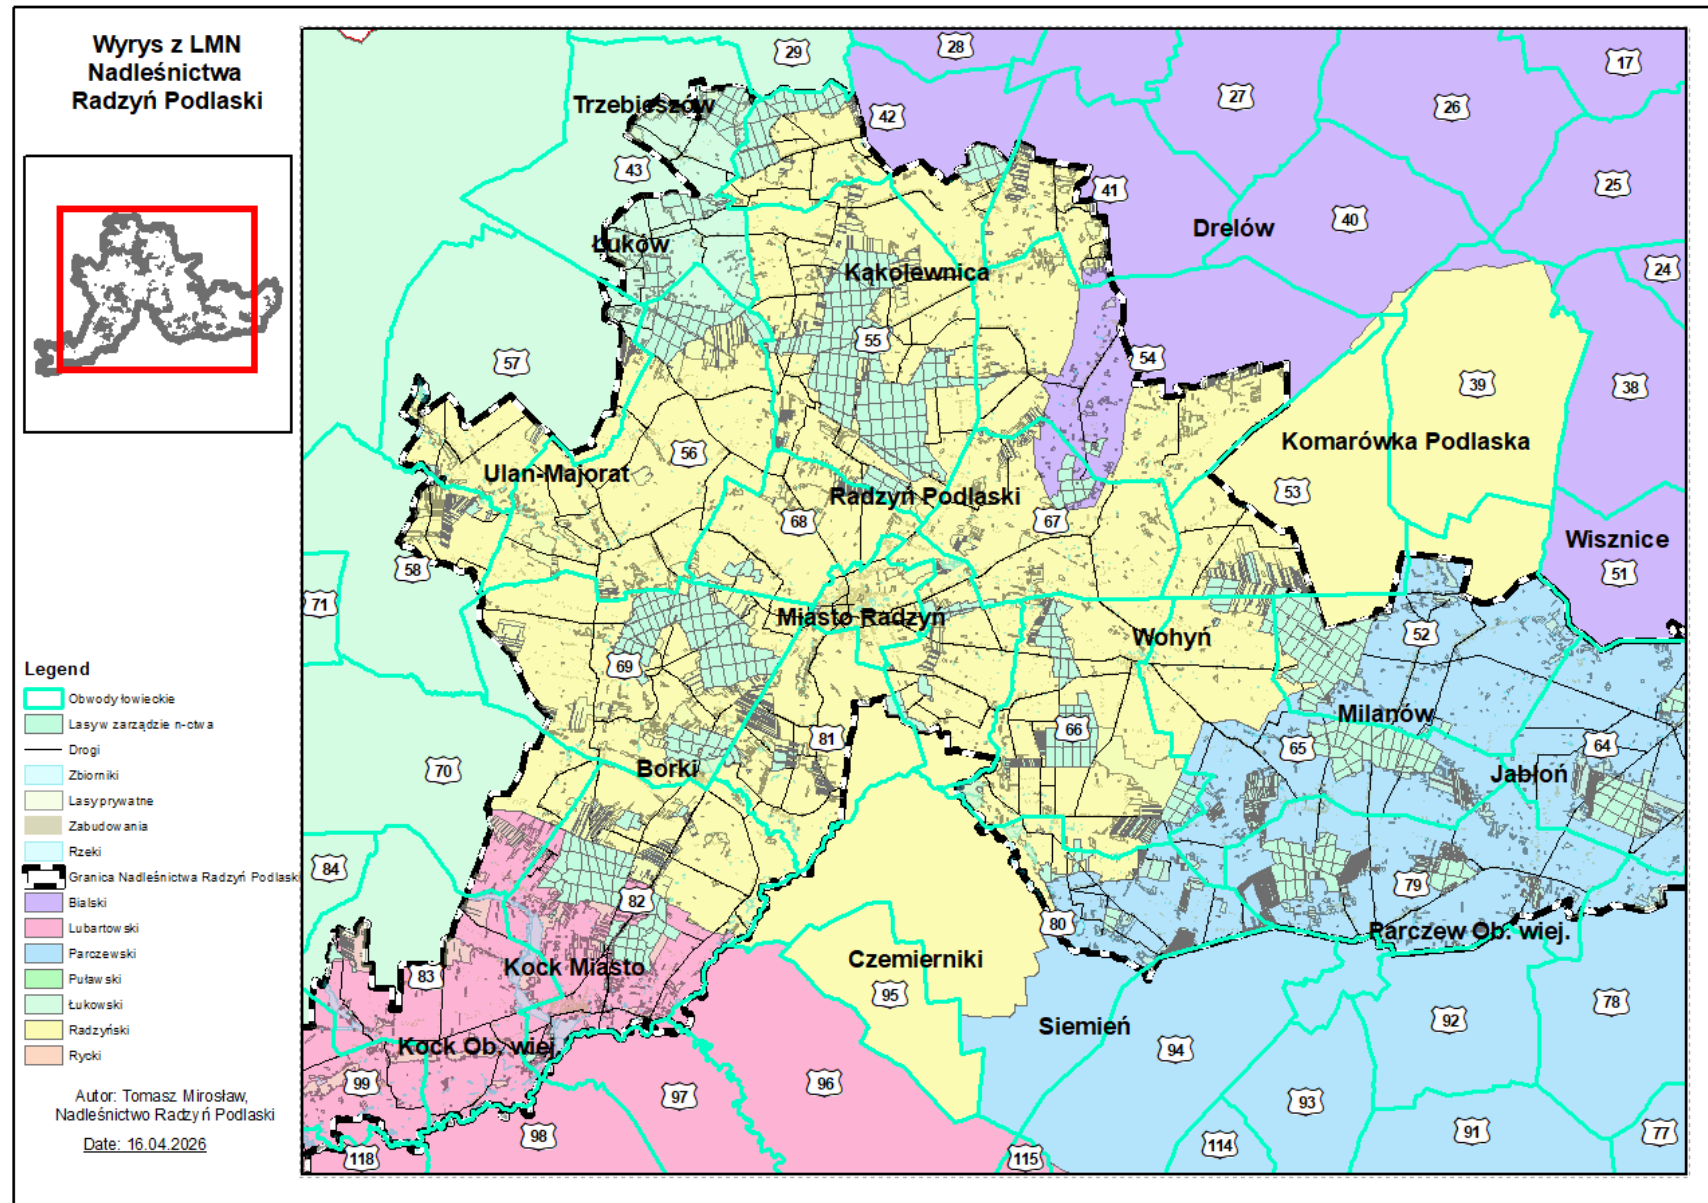 Wyrys z LMN
Nadleśnictwa
Radzyń Podlaski
Legend
Obwody łowieckie
Lasy w zarządzie n-ctwa
Drogi
Zbiorniki
Lasy prywatne
Zabudowania
Rzeki
Granica Nadleśnictwa Radzyń Podlaski
Bialski
Lubartowski
Parczewski
Puławski
Łukowski
Radzyński
Rycki
Autor: Tomasz Mirosław,
Nadleśnictwo Radzyń Podlaski
Date: 16.04.2026
29
28
17
27
26
Trzebieszów
42
43
41
25
40
Drelów
Łuków
Kąkolewnica
24
55
57
54
39
38
Komarówka Podlaska
56
Ulan-Majorat
Radzyń Podlaski
53
68
67
Wisznice
58
51
71
Miasto Radzyń
Wohyń
52
69
Milanów
66
81
65
64
Borki
70
Jabłoń
84
79
82
80
Parczew Ob. wiej.
Czemierniki
Kock Miasto
83
95
78
Siemień
92
Kock Ob. wiej
94
99
97
96
93
98
91
77
114
118
115